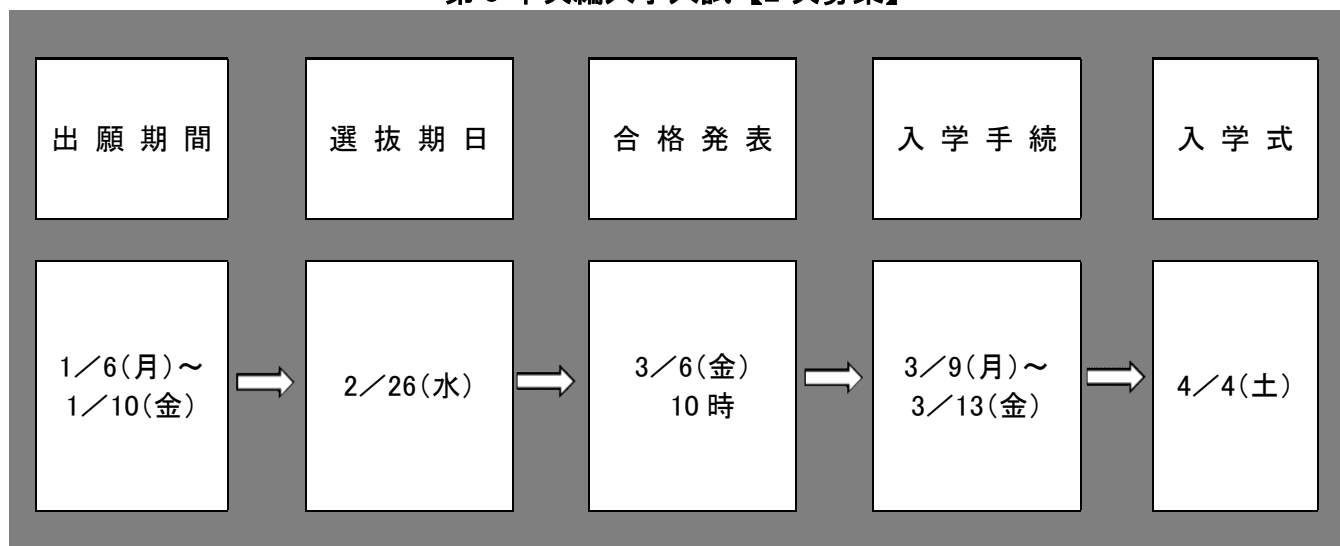 出願期間
選抜期日
合格発表
入学手続
入学式
1／6(月)～
1／10(金)
2／26(水)
3／6(金)
10時
3／9(月)～
3／13(金)
4／4(土)